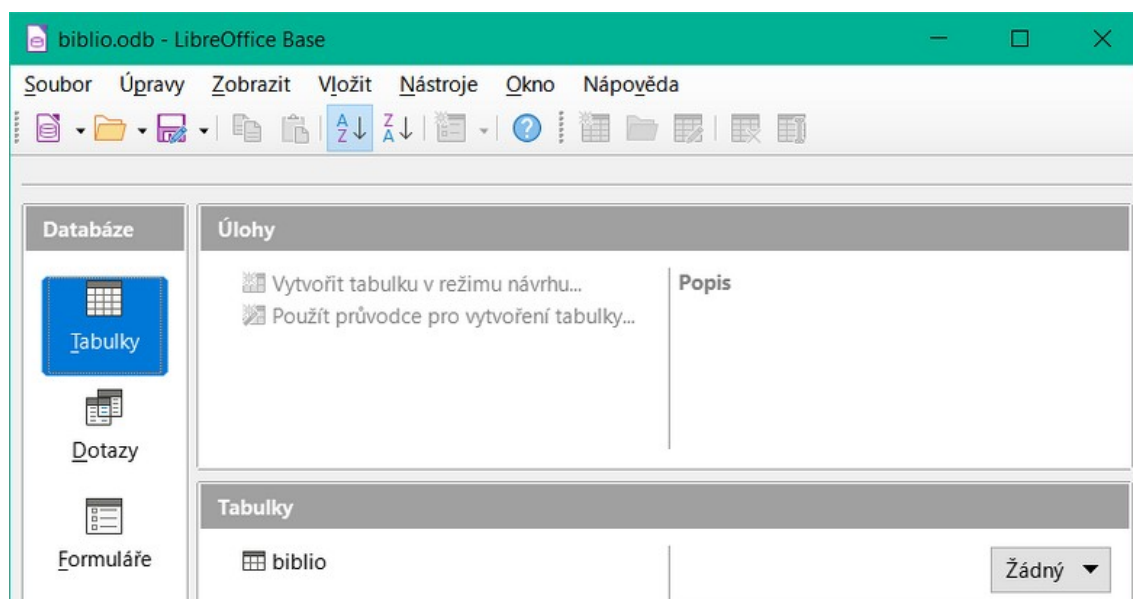 biblio.odb - LibreOffice Base
Soubor Úpravy Zobrazit Vložit Nástroje Okno Nápověda
Databáze
Tabulky
Dotazy
Formuláře
Úlohy
Vytvořit tabulku v režimu návrhu...
Použít průvodce pro vytvoření tabulky...
Popis
Tabulky
biblio
Žádný